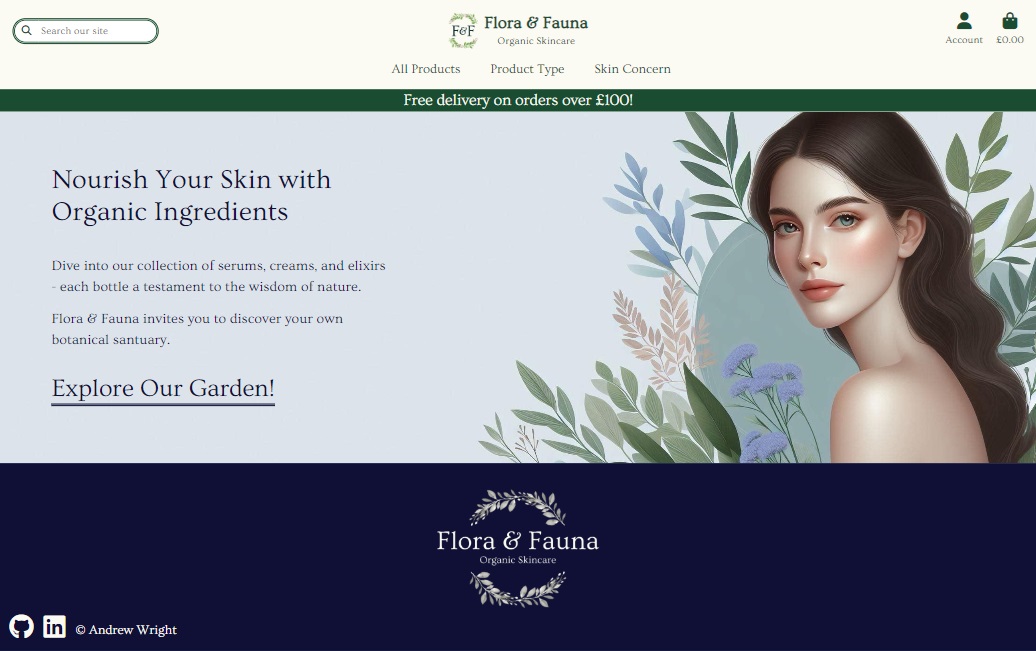 Search our site
F&F
Flora & Fauna
Organic Skincare
Account
£0.00
All Products
Product Type
Skin Concern
Free delivery on orders over £100!
Nourish Your Skin with
Organic Ingredients
Dive into our collection of serums, creams, and elixirs
- each bottle a testament to the wisdom of nature.
Flora & Fauna invites you to discover your own
botanical santuary.
Explore Our Garden!
Flora & Fauna
Organic Skincare
in
© Andrew Wright